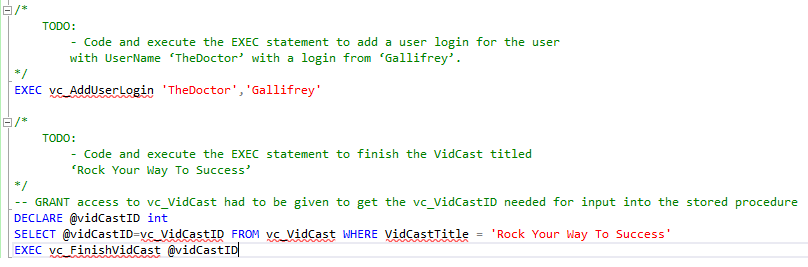 /*
TODO:
- Code and execute the EXEC statement to add a user login for the user
with UserName ‘TheDoctor’ with a login from ‘Gallifrey’.
*/
EXEC vc_AddUserLogin 'TheDoctor','Gallifrey'
/*
TODO:
- Code and execute the EXEC statement to finish the VidCast titled
‘Rock Your Way To Success’
*/
-- GRANT access to vc_VidCast had to be given to get the vc_VidCastID needed for input into the stored procedure
DECLARE @vidCastID int
SELECT @vidCastID=vc_VidCastID FROM vc_VidCast WHERE VidCastTitle = 'Rock Your Way To Success'
EXEC vc_FinishVidCast @vidCastID